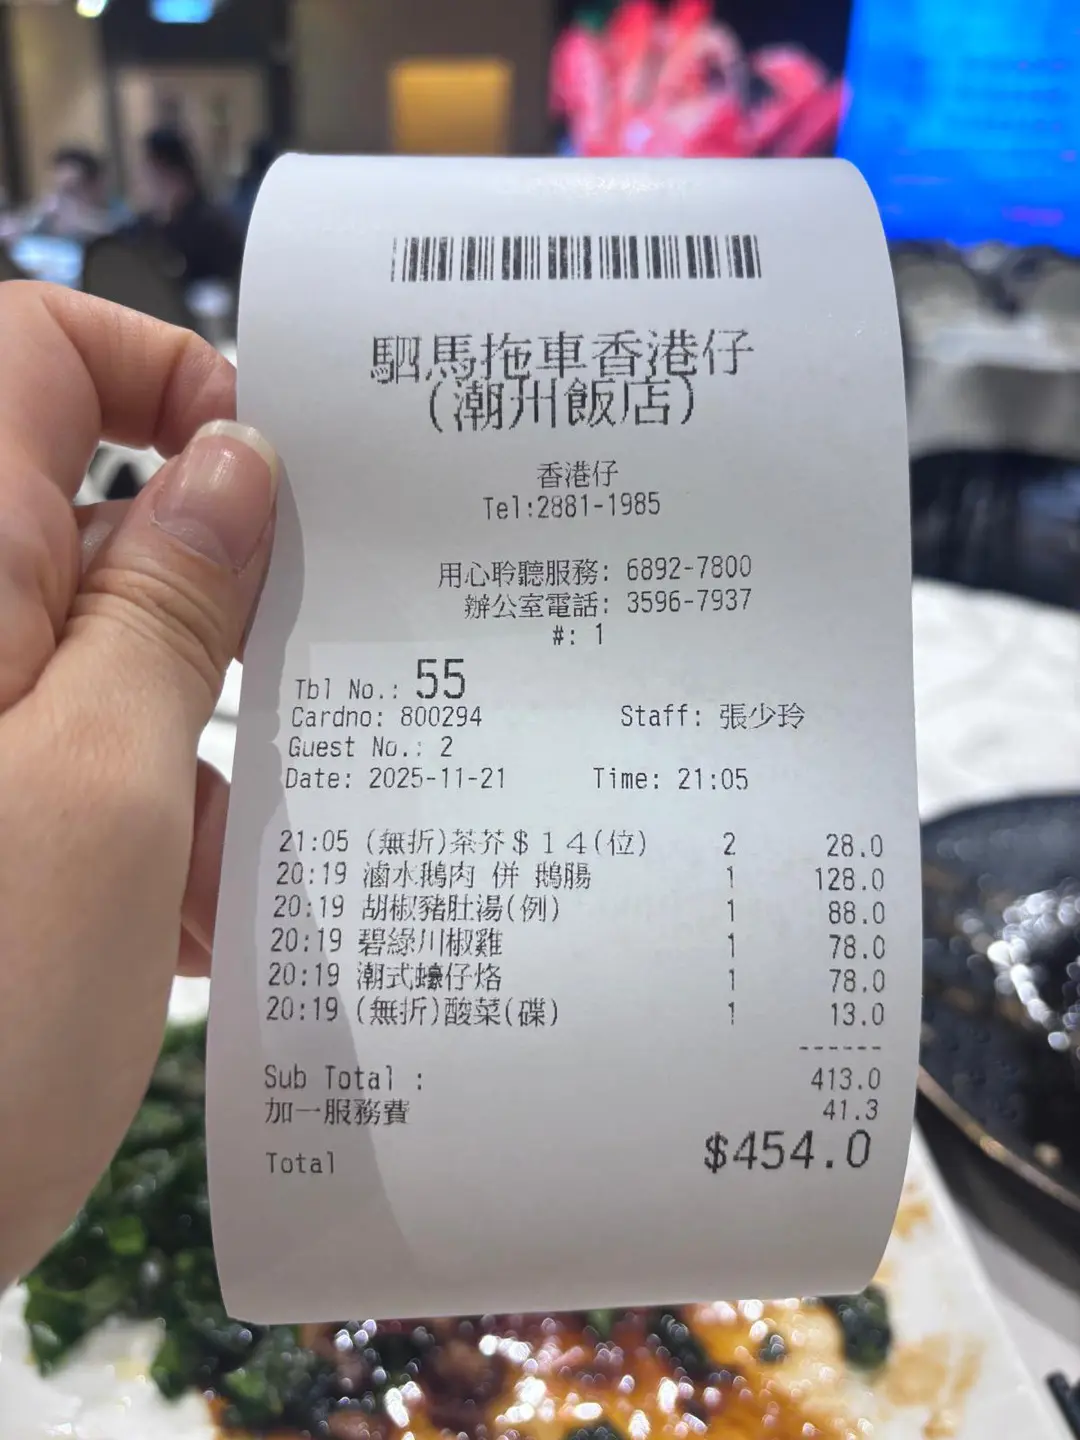 駟馬拖車香港仔
(潮州飯店)
香港仔
Tel:2881-1985
用心聆聽服務: 6892-7800
辦公室電話: 3596-7937
#: 1
Tbl No.: 55
Cardno: 800294 Staff: 張少玲
Guest No.: 2
Date: 2025-11-21 Time: 21:05
21:05 (無折)茶芥$14(位) 2 28.0
20:19 滷水鵝肉 併 鵝腸 1 128.0
20:19 胡椒豬肚湯(例) 1 88.0
20:19 碧綠川椒雞 1 78.0
20:19 潮式蠔仔烙 1 78.0
20:19 (無折)酸菜(碟) 1 13.0
------
Sub Total : 413.0
加一服務費 41.3
Total $454.0